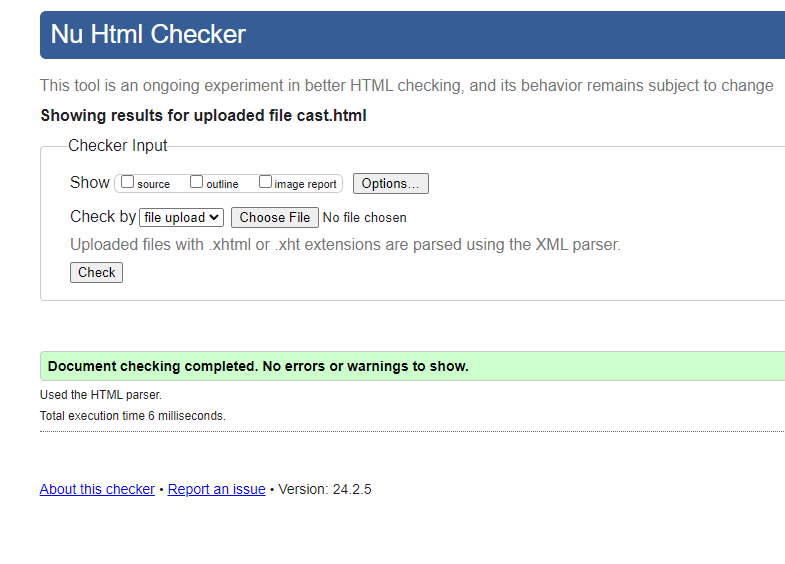 Nu Html Checker
This tool is an ongoing experiment in better HTML checking, and its behavior remains subject to change
Showing results for uploaded file cast.html
Checker Input
Show source outline image report Options...
Check by file upload Choose File No file chosen
Uploaded files with .xhtml or .xht extensions are parsed using the XML parser.
Check
Document checking completed. No errors or warnings to show.
Used the HTML parser.
Total execution time 6 milliseconds.
About this checker • Report an issue • Version: 24.2.5